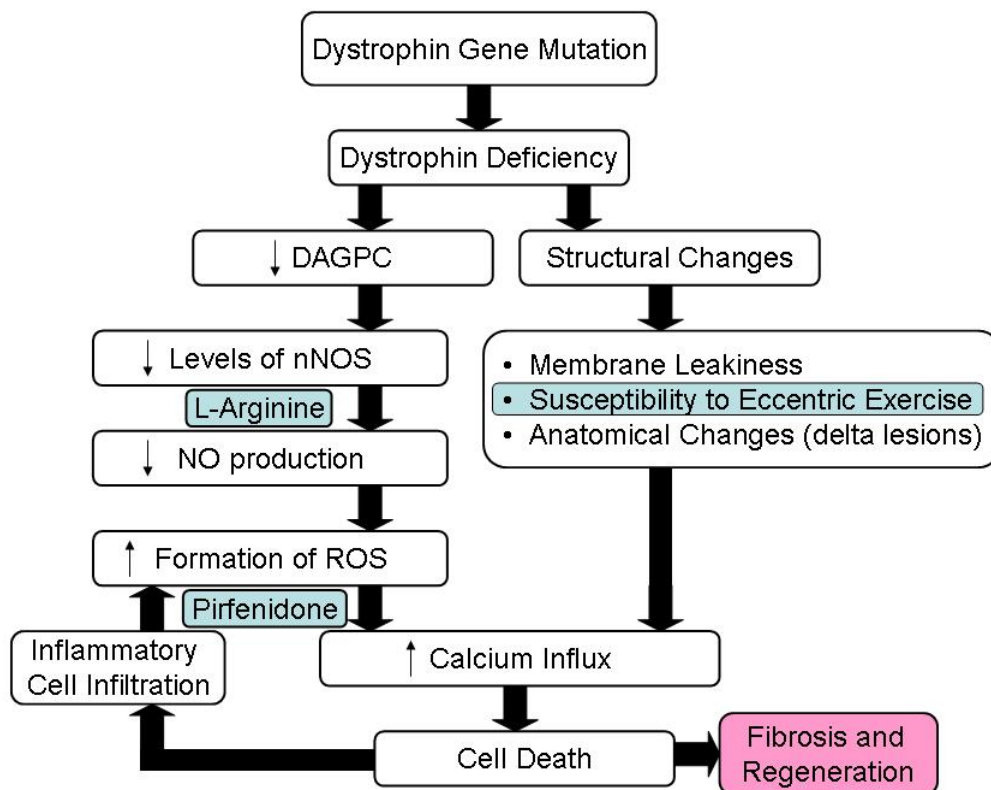 Dystrophin Gene Mutation
Dystrophin Deficiency
↓ DAGPC
Structural Changes
↓ Levels of nNOS
L-Arginine
↓ NO production
• Membrane Leakiness
• Susceptibility to Eccentric Exercise
• Anatomical Changes (delta lesions)
↑ Formation of ROS
Pirfenidone
Inflammatory
Cell Infiltration
↑ Calcium Influx
Cell Death
Fibrosis and
Regeneration